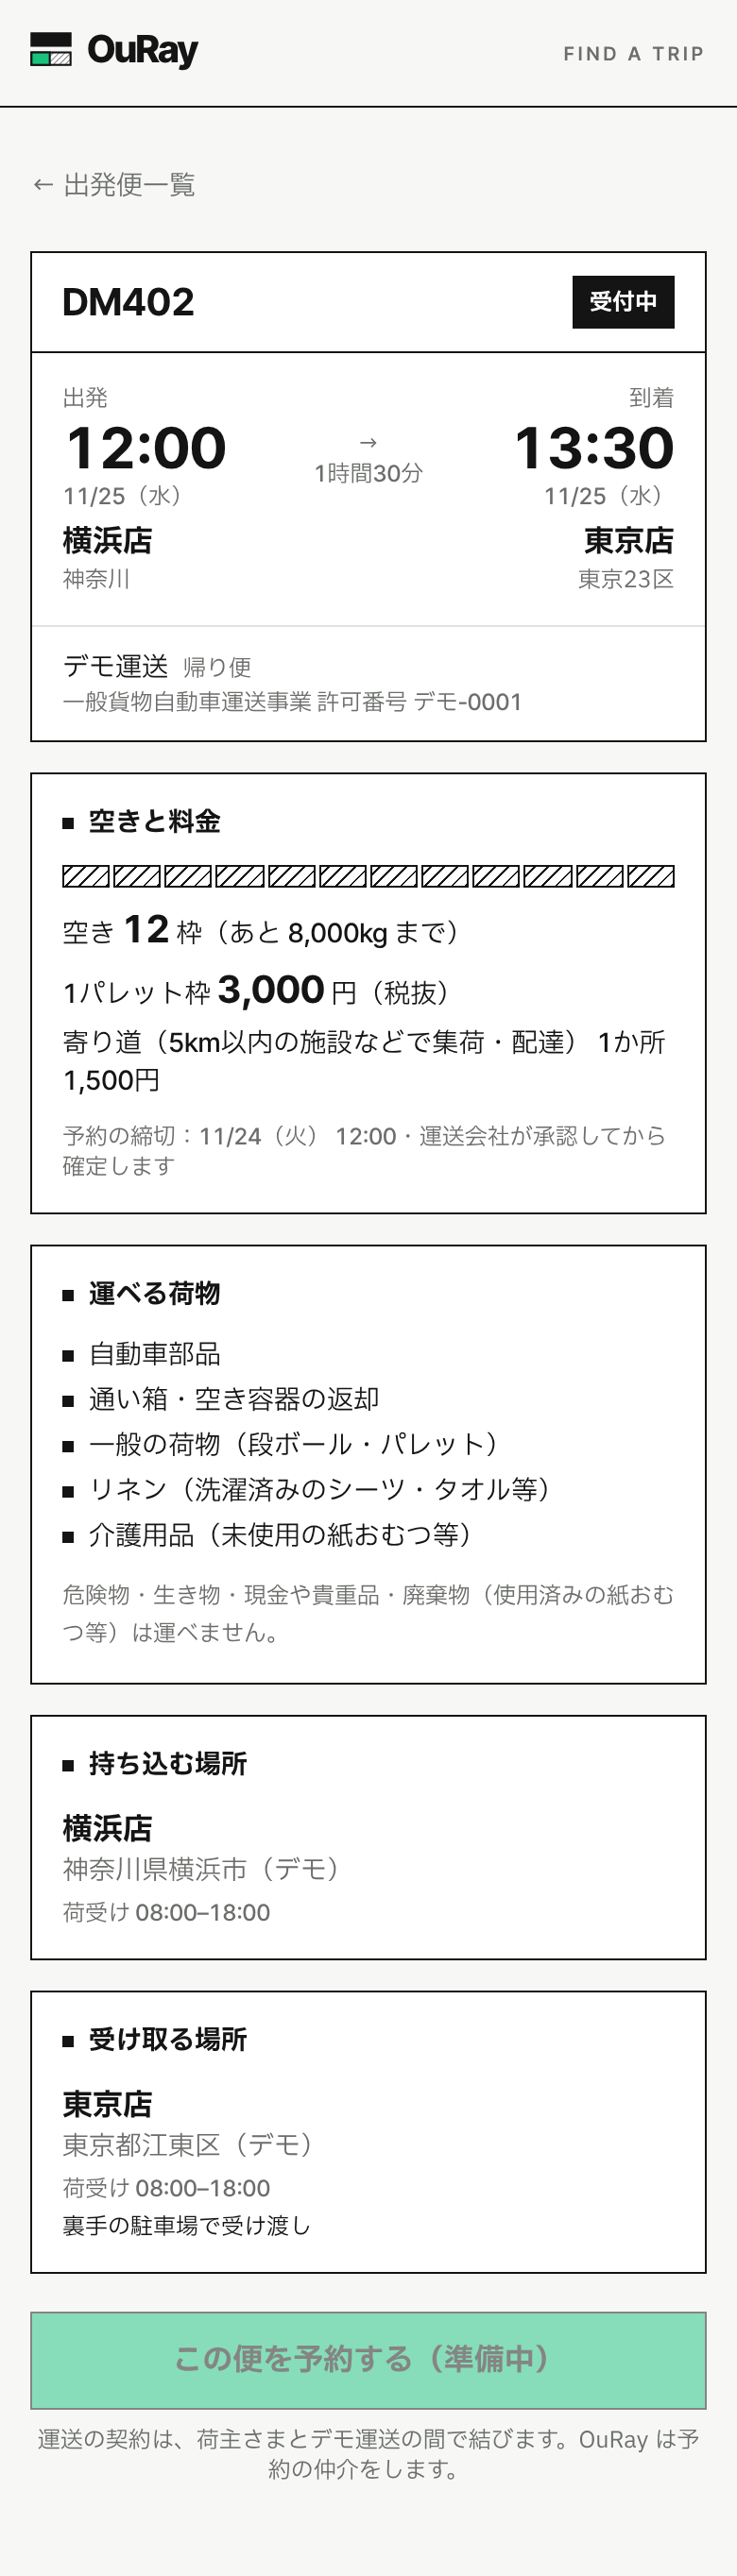 OuRay
FIND A TRIP
← 出発便一覧
DM402
受付中
出発
到着
12:00
→
13:30
1時間30分
11/25（水）
11/25（水）
横浜店
東京店
神奈川
東京23区
デモ運送 帰り便
一般貨物自動車運送事業 許可番号 デモ-0001
空きと料金
空き 12 枠（あと 8,000kg まで）
1パレット枠 3,000 円（税抜）
寄り道（5km以内の施設などで集荷・配達） 1か所
1,500円
予約の締切：11/24（火） 12:00・運送会社が承認してから
確定します
運べる荷物
自動車部品
通い箱・空き容器の返却
一般の荷物（段ボール・パレット）
リネン（洗濯済みのシーツ・タオル等）
介護用品（未使用の紙おむつ等）
危険物・生き物・現金や貴重品・廃棄物（使用済みの紙おむ
つ等）は運べません。
持ち込む場所
横浜店
神奈川県横浜市（デモ）
荷受け 08:00–18:00
受け取る場所
東京店
東京都江東区（デモ）
荷受け 08:00–18:00
裏手の駐車場で受け渡し
この便を予約する（準備中）
運送の契約は、荷主さまとデモ運送の間で結びます。OuRay は予
約の仲介をします。